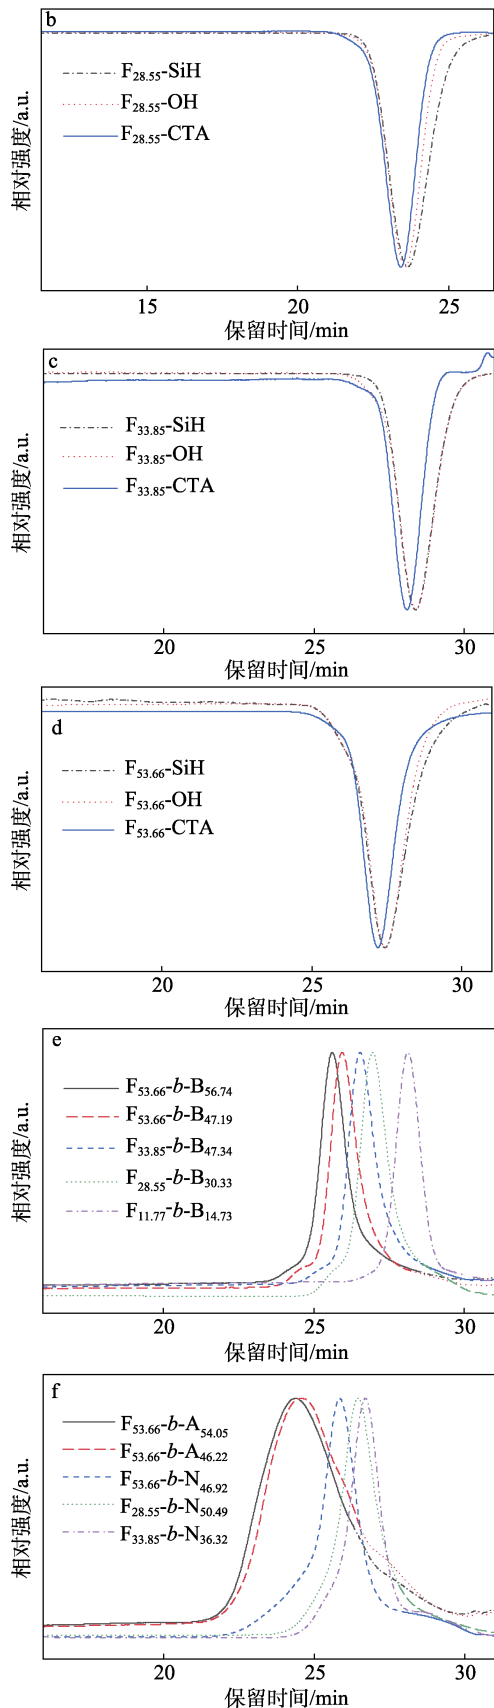 b
F28.55-SiH
F28.55-OH
F28.55-CTA
相对强度/a.u.
15 20 25
保留时间/min
c
F33.85-SiH
F33.85-OH
F33.85-CTA
相对强度/a.u.
20 25 30
保留时间/min
d
F53.66-SiH
F53.66-OH
F53.66-CTA
相对强度/a.u.
20 25 30
保留时间/min
e
F53.66-b-B56.74
F53.66-b-B47.19
F33.85-b-B47.34
F28.55-b-B30.33
F11.77-b-B14.73
相对强度/a.u.
20 25 30
保留时间/min
f
F53.66-b-A54.05
F53.66-b-A46.22
F53.66-b-N46.92
F28.55-b-N50.49
F33.85-b-N36.32
相对强度/a.u.
20 25 30
保留时间/min